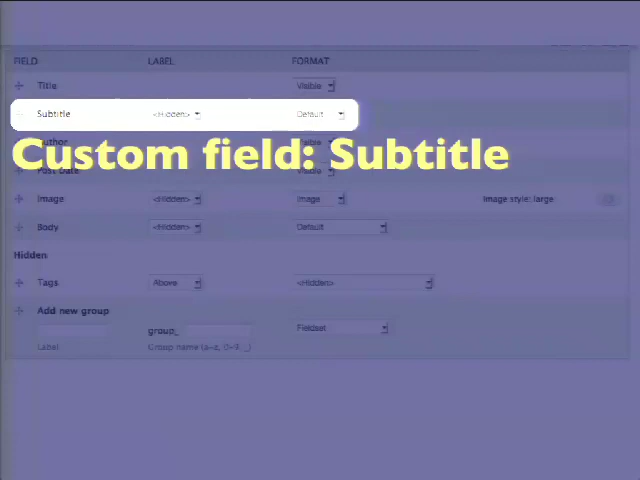 FIELD LABEL FORMAT
Title Visible
Subtitle <Hidden> Default
Author Visible
Custom field: Subtitle
Post Date Visible
Image <Hidden> Image Image style: large
Body <Hidden> Default
Hidden
Tags Above <Hidden>
Add new group
group_ Fieldset
Label Group name (a-z, 0-9, _)